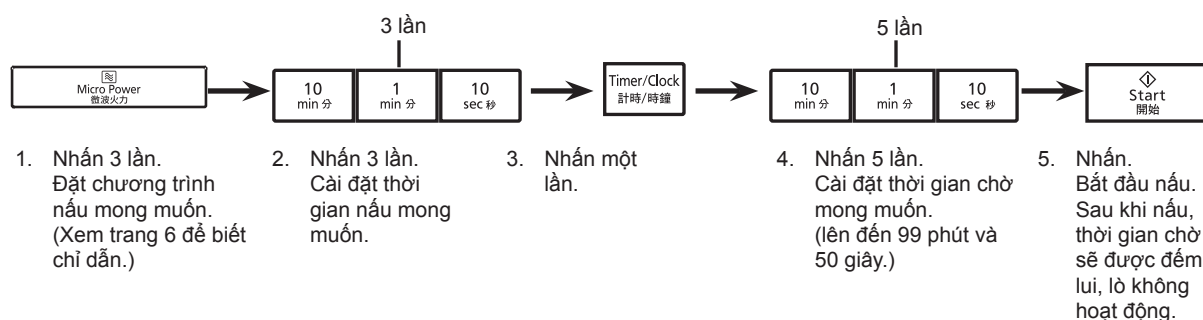 3 lần
5 lần
Micro Power
微波火力
10
min 分
1
min 分
10
sec 秒
Timer/Clock
計時/時鐘
10
min 分
1
min 分
10
sec 秒
Start
開始
1. Nhấn 3 lần.
Đặt chương trình
nấu mong muốn.
(Xem trang 6 để biết
chỉ dẫn.)
2. Nhấn 3 lần.
Cài đặt thời
gian nấu mong
muốn.
3. Nhấn một
lần.
4. Nhấn 5 lần.
Cài đặt thời gian chờ
mong muốn.
(lên đến 99 phút và
50 giây.)
5. Nhấn.
Bắt đầu nấu.
Sau khi nấu,
thời gian chờ
sẽ được đếm
lui, lò không
hoạt động.